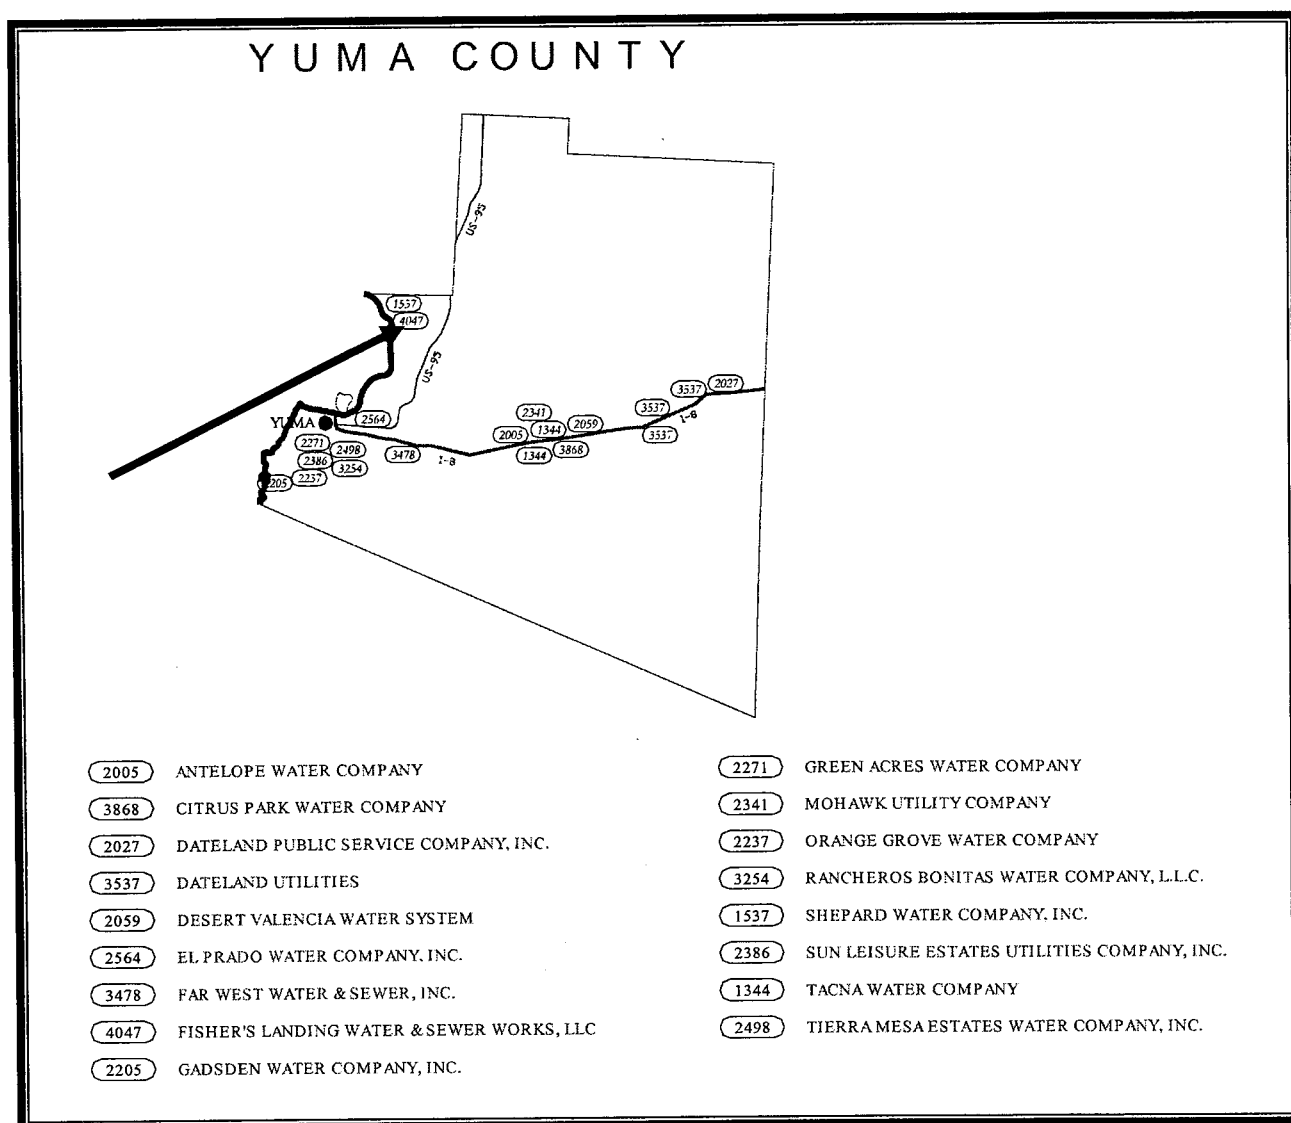 YUMA COUNTY
US-95
1537
4047
US-95
2027
3537
3537
I-8
3537
2341
2059
1344
2005
3868
1344
2564
YUMA
2271
2498
3478
I-8
2386
3254
2205
2237
2005 ANTELOPE WATER COMPANY
3868 CITRUS PARK WATER COMPANY
2027 DATELAND PUBLIC SERVICE COMPANY, INC.
3537 DATELAND UTILITIES
2059 DESERT VALENCIA WATER SYSTEM
2564 EL PRADO WATER COMPANY, INC.
3478 FAR WEST WATER & SEWER, INC.
4047 FISHER'S LANDING WATER & SEWER WORKS, LLC
2205 GADSDEN WATER COMPANY, INC.
2271 GREEN ACRES WATER COMPANY
2341 MOHAWK UTILITY COMPANY
2237 ORANGE GROVE WATER COMPANY
3254 RANCHEROS BONITAS WATER COMPANY, L.L.C.
1537 SHEPARD WATER COMPANY, INC.
2386 SUN LEISURE ESTATES UTILITIES COMPANY, INC.
1344 TACNA WATER COMPANY
2498 TIERRA MESA ESTATES WATER COMPANY, INC.